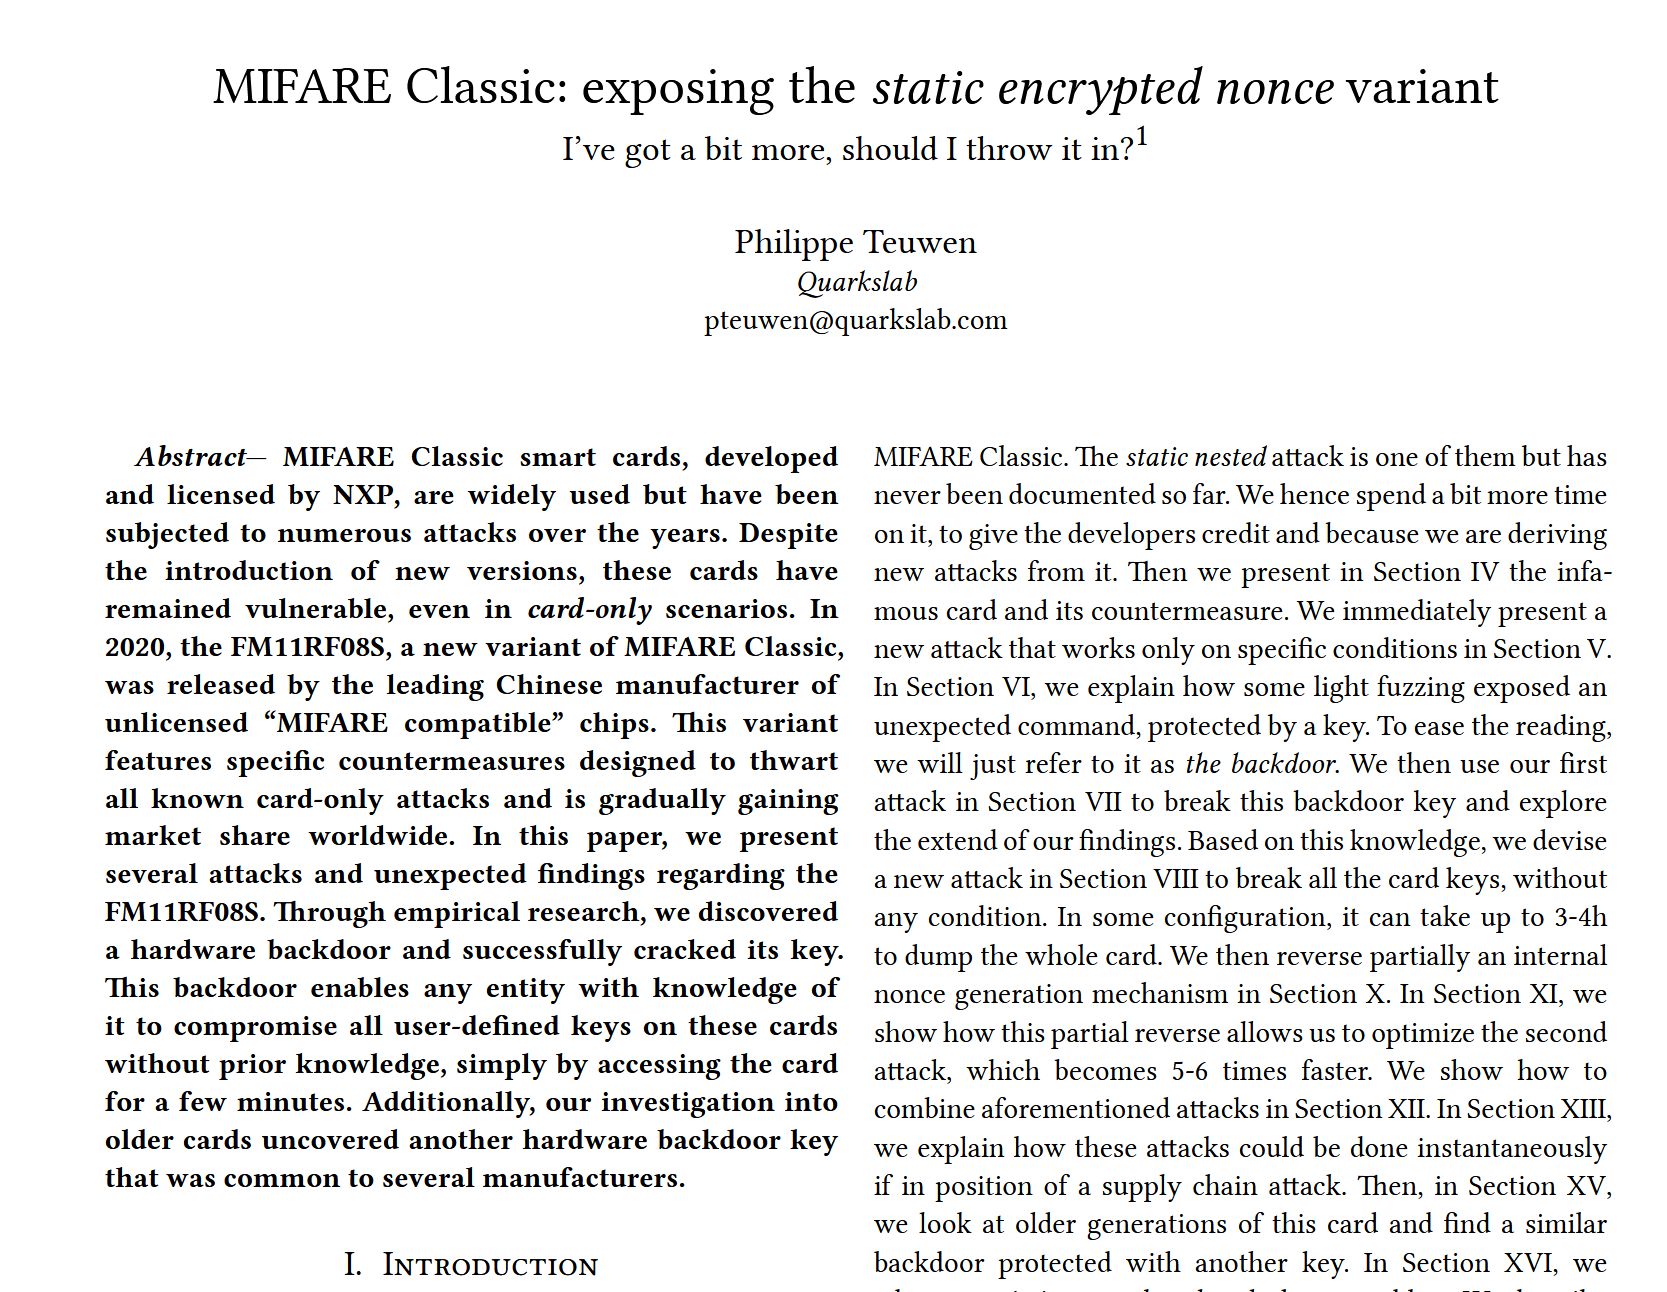 MIFARE Classic: exposing the static encrypted nonce variant
I’ve got a bit more, should I throw it in?1
Philippe Teuwen
Quarkslab
pteuwen@quarkslab.com
Abstract— MIFARE Classic smart cards, developed
and licensed by NXP, are widely used but have been
subjected to numerous attacks over the years. Despite
the introduction of new versions, these cards have
remained vulnerable, even in card-only scenarios. In
2020, the FM11RF08S, a new variant of MIFARE Classic,
was released by the leading Chinese manufacturer of
unlicensed “MIFARE compatible” chips. This variant
features specific countermeasures designed to thwart
all known card-only attacks and is gradually gaining
market share worldwide. In this paper, we present
several attacks and unexpected findings regarding the
FM11RF08S. Through empirical research, we discovered
a hardware backdoor and successfully cracked its key.
This backdoor enables any entity with knowledge of
it to compromise all user-defined keys on these cards
without prior knowledge, simply by accessing the card
for a few minutes. Additionally, our investigation into
older cards uncovered another hardware backdoor key
that was common to several manufacturers.
I. Introduction
MIFARE Classic. The static nested attack is one of them but has
never been documented so far. We hence spend a bit more time
on it, to give the developers credit and because we are deriving
new attacks from it. Then we present in Section IV the infa-
mous card and its countermeasure. We immediately present a
new attack that works only on specific conditions in Section V.
In Section VI, we explain how some light fuzzing exposed an
unexpected command, protected by a key. To ease the reading,
we will just refer to it as the backdoor. We then use our first
attack in Section VII to break this backdoor key and explore
the extend of our findings. Based on this knowledge, we devise
a new attack in Section VIII to break all the card keys, without
any condition. In some configuration, it can take up to 3-4h
to dump the whole card. We then reverse partially an internal
nonce generation mechanism in Section X. In Section XI, we
show how this partial reverse allows us to optimize the second
attack, which becomes 5-6 times faster. We show how to
combine aforementioned attacks in Section XII. In Section XIII,
we explain how these attacks could be done instantaneously
if in position of a supply chain attack. Then, in Section XV,
we look at older generations of this card and find a similar
backdoor protected with another key. In Section XVI, we